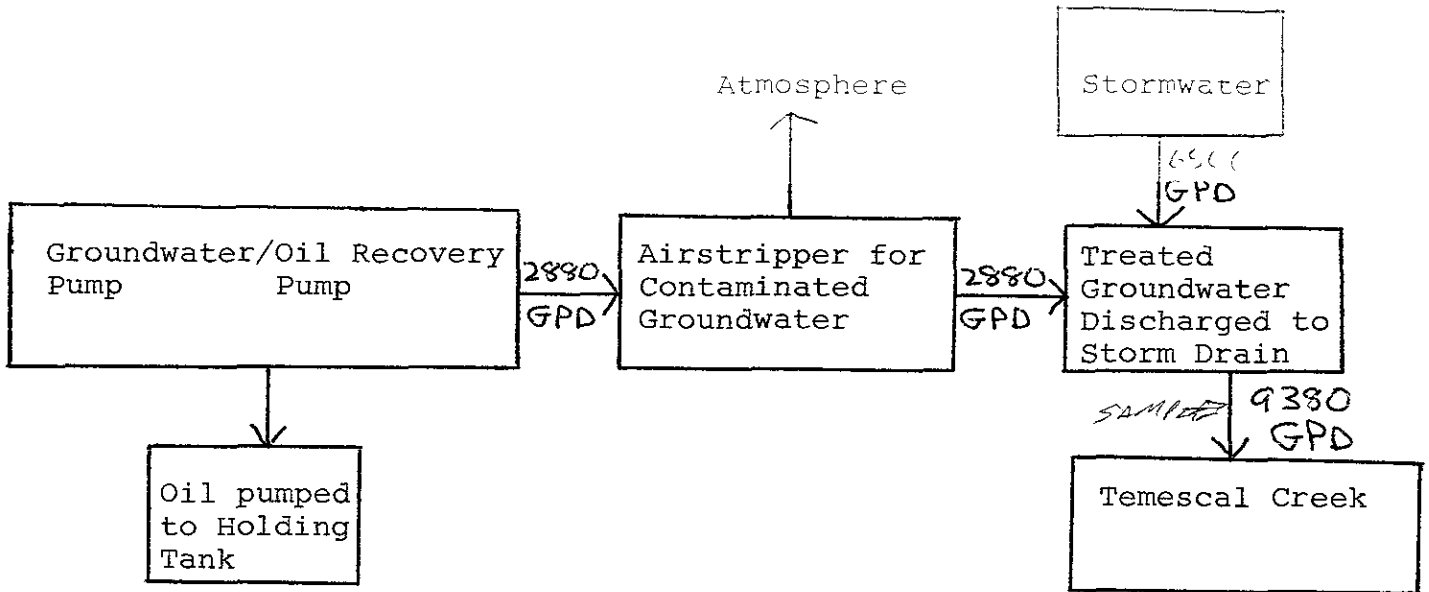 Atmosphere
Stormwater
GPD
Groundwater/Oil Recovery
Pump Pump
2880
GPD
Airstripper for
Contaminated
Groundwater
2880
GPD
Treated
Groundwater
Discharged to
Storm Drain
9380
GPD
Oil pumped
to Holding
Tank
Temescal Creek